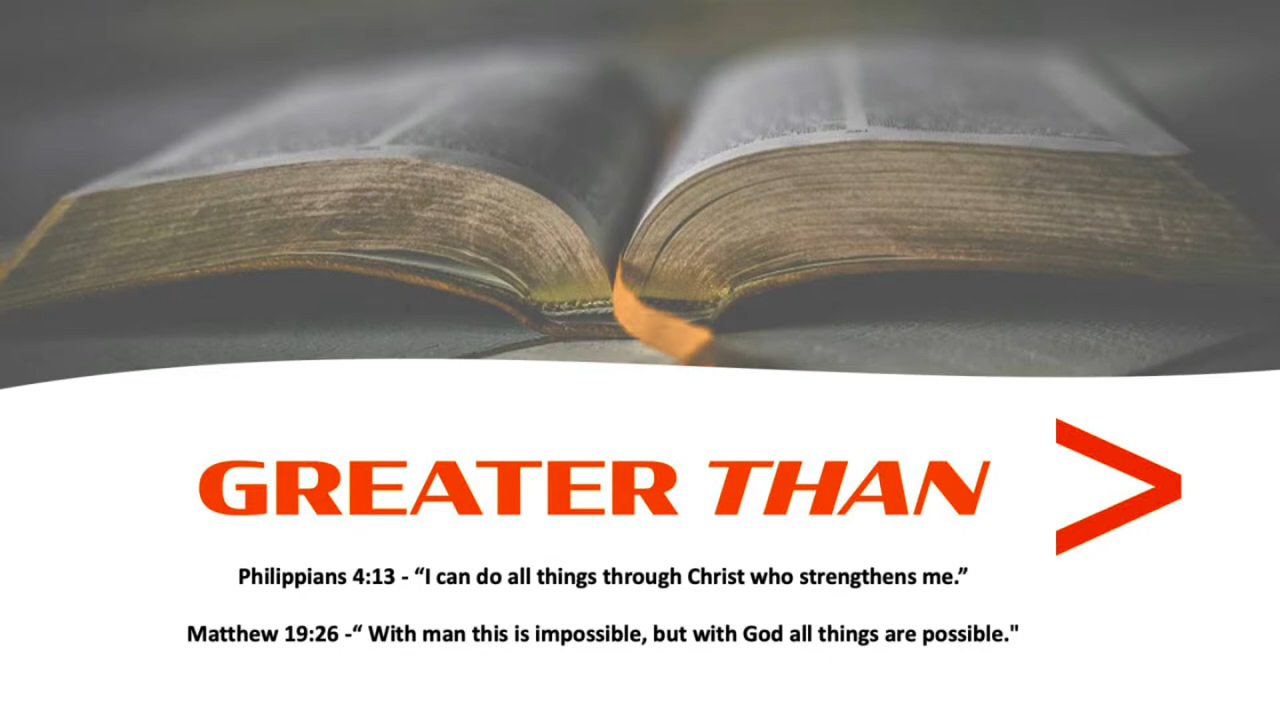 GREATER THAN >
Philippians 4:13 - “I can do all things through Christ who strengthens me.”
Matthew 19:26 -“ With man this is impossible, but with God all things are possible."